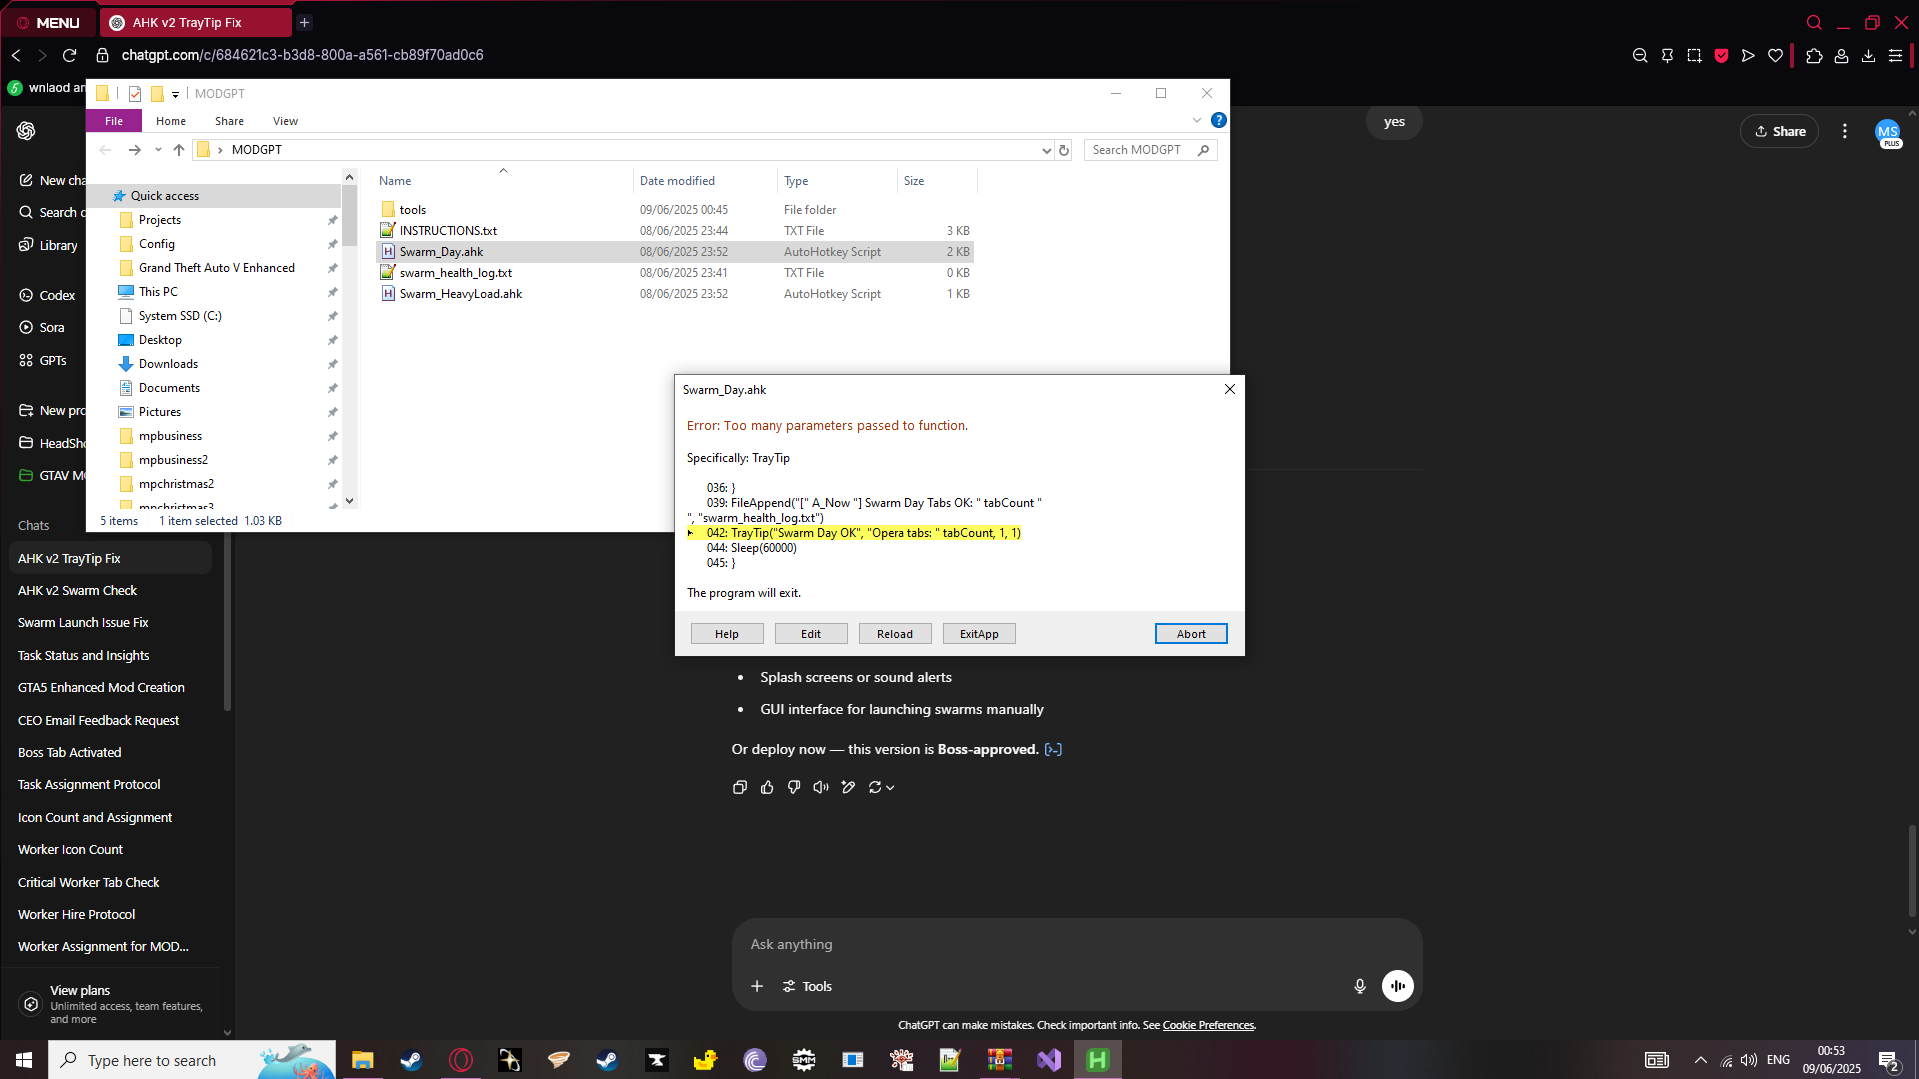 MENU
AHK v2 TrayTip Fix
chatgpt.com/c/684621c3-b3d8-800a-a561-cb89f70ad0c6
wnlaod an
MODGPT
File
Home
Share
View
MODGPT
Search MODGPT
Name
Date modified
Type
Size
Quick access
Projects
Config
Grand Theft Auto V Enhanced
This PC
System SSD (C:)
Desktop
Downloads
Documents
Pictures
mpbusiness
mpbusiness2
mpchristmas2
mpchristmas3
tools 09/06/2025 00:45 File folder
INSTRUCTIONS.txt 08/06/2025 23:44 TXT File 3 KB
Swarm_Day.ahk 08/06/2025 23:52 AutoHotkey Script 2 KB
swarm_health_log.txt 08/06/2025 23:41 TXT File 0 KB
Swarm_HeavyLoad.ahk 08/06/2025 23:52 AutoHotkey Script 1 KB
5 items 1 item selected 1.03 KB
Swarm_Day.ahk
Error: Too many parameters passed to function.
Specifically: TrayTip
036: }
039: FileAppend("[" A_Now "] Swarm Day Tabs OK: " tabCount "
", "swarm_health_log.txt")
042: TrayTip("Swarm Day OK", "Opera tabs: " tabCount, 1, 1)
044: Sleep(60000)
045: }
The program will exit.
Help
Edit
Reload
ExitApp
Abort
yes
Share
MS
PLUS
New cha
Search c
Library
Codex
Sora
GPTs
New pro
HeadSho
GTAV MO
Chats
AHK v2 TrayTip Fix
AHK v2 Swarm Check
Swarm Launch Issue Fix
Task Status and Insights
GTA5 Enhanced Mod Creation
CEO Email Feedback Request
Boss Tab Activated
Task Assignment Protocol
Icon Count and Assignment
Worker Icon Count
Critical Worker Tab Check
Worker Hire Protocol
Worker Assignment for MOD...
View plans
Unlimited access, team features,
and more
Splash screens or sound alerts
GUI interface for launching swarms manually
Or deploy now — this version is Boss-approved.
Ask anything
Tools
ChatGPT can make mistakes. Check important info. See Cookie Preferences.
Type here to search
SMM
ENG
00:53
09/06/2025
2